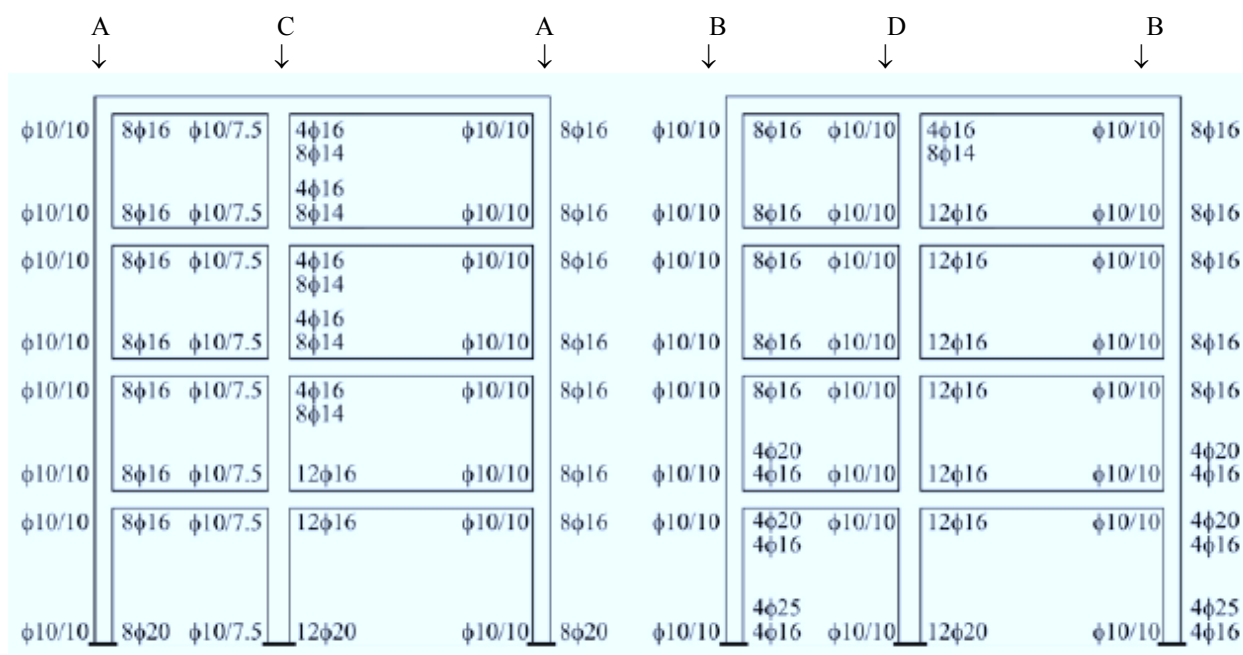 A C A B D B
↓ ↓ ↓ ↓ ↓ ↓
ϕ10/10 8ϕ16 ϕ10/7.5 4ϕ16 ϕ10/10 8ϕ16 ϕ10/10 8ϕ16 ϕ10/10 4ϕ16 ϕ10/10 8ϕ16
8ϕ14 8ϕ14
4ϕ16
ϕ10/10 8ϕ16 ϕ10/7.5 8ϕ14 ϕ10/10 8ϕ16 ϕ10/10 8ϕ16 ϕ10/10 12ϕ16 ϕ10/10 8ϕ16
ϕ10/10 8ϕ16 ϕ10/7.5 4ϕ16 ϕ10/10 8ϕ16 ϕ10/10 8ϕ16 ϕ10/10 12ϕ16 ϕ10/10 8ϕ16
8ϕ14
4ϕ16
ϕ10/10 8ϕ16 ϕ10/7.5 8ϕ14 ϕ10/10 8ϕ16 ϕ10/10 8ϕ16 ϕ10/10 12ϕ16 ϕ10/10 8ϕ16
ϕ10/10 8ϕ16 ϕ10/7.5 4ϕ16 ϕ10/10 8ϕ16 ϕ10/10 8ϕ16 ϕ10/10 12ϕ16 ϕ10/10 8ϕ16
8ϕ14
4ϕ20 4ϕ20
ϕ10/10 8ϕ16 ϕ10/7.5 12ϕ16 ϕ10/10 8ϕ16 ϕ10/10 4ϕ16 ϕ10/10 12ϕ16 ϕ10/10 4ϕ16
ϕ10/10 8ϕ16 ϕ10/7.5 12ϕ16 ϕ10/10 8ϕ16 ϕ10/10 4ϕ20 ϕ10/10 12ϕ16 ϕ10/10 4ϕ20
4ϕ16 4ϕ16
4ϕ25 4ϕ25
ϕ10/10 8ϕ20 ϕ10/7.5 12ϕ20 ϕ10/10 8ϕ20 ϕ10/10 4ϕ16 ϕ10/10 12ϕ20 ϕ10/10 4ϕ16